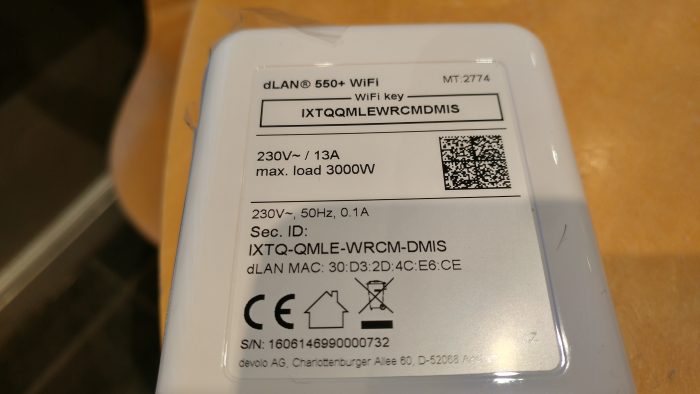 dLAN® 550+ WiFi MT:2774
WiFi key
IXTQQMLEWRCMDMIS
230V~ / 13A
max. load 3000W
230V~, 50Hz, 0.1A
Sec. ID:
IXTQ-QMLE-WRCM-DMIS
dLAN MAC: 30:D3:2D:4C:E6:CE
CE
S/N: 1606146990000732
devolo AG, Charlottenburger Allee 60, D-52068